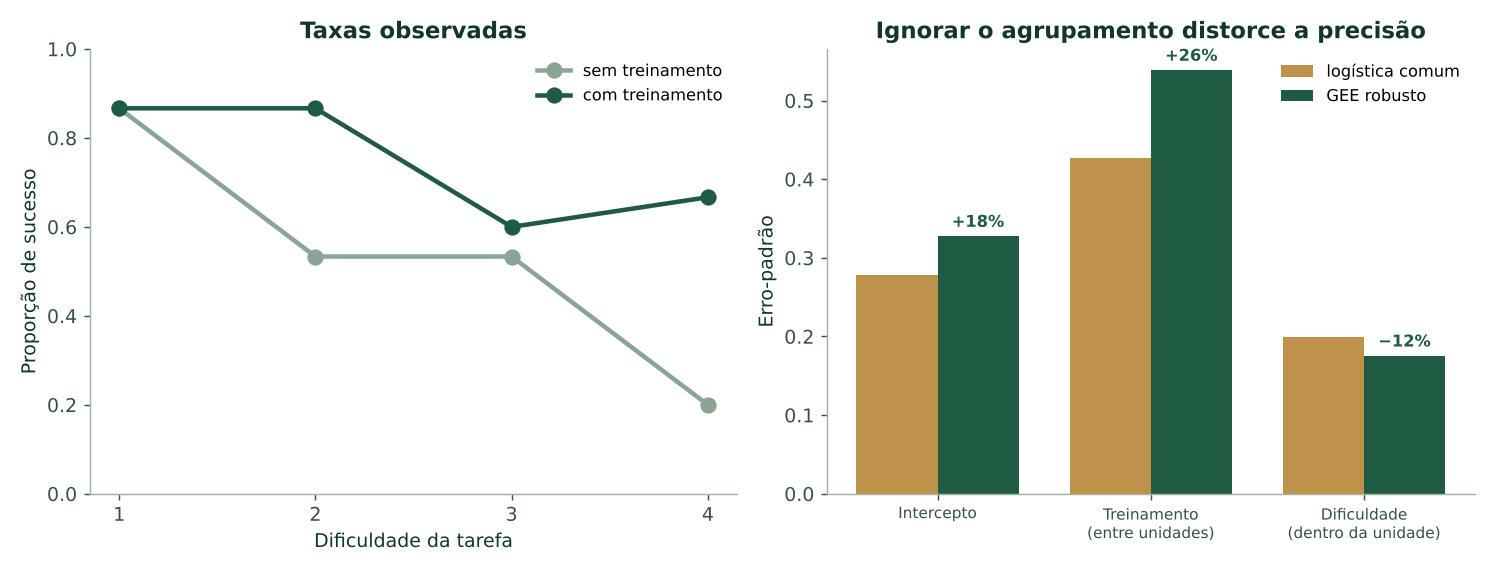 Taxas observadas
1.0
0.8
0.6
0.4
0.2
0.0
Proporção de sucesso
sem treinamento
com treinamento
1
2
3
4
Dificuldade da tarefa
Ignorar o agrupamento distorce a precisão
0.5
0.4
0.3
0.2
0.1
0.0
Erro-padrão
+18%
+26%
−12%
logística comum
GEE robusto
Intercepto
Treinamento
(entre unidades)
Dificuldade
(dentro da unidade)